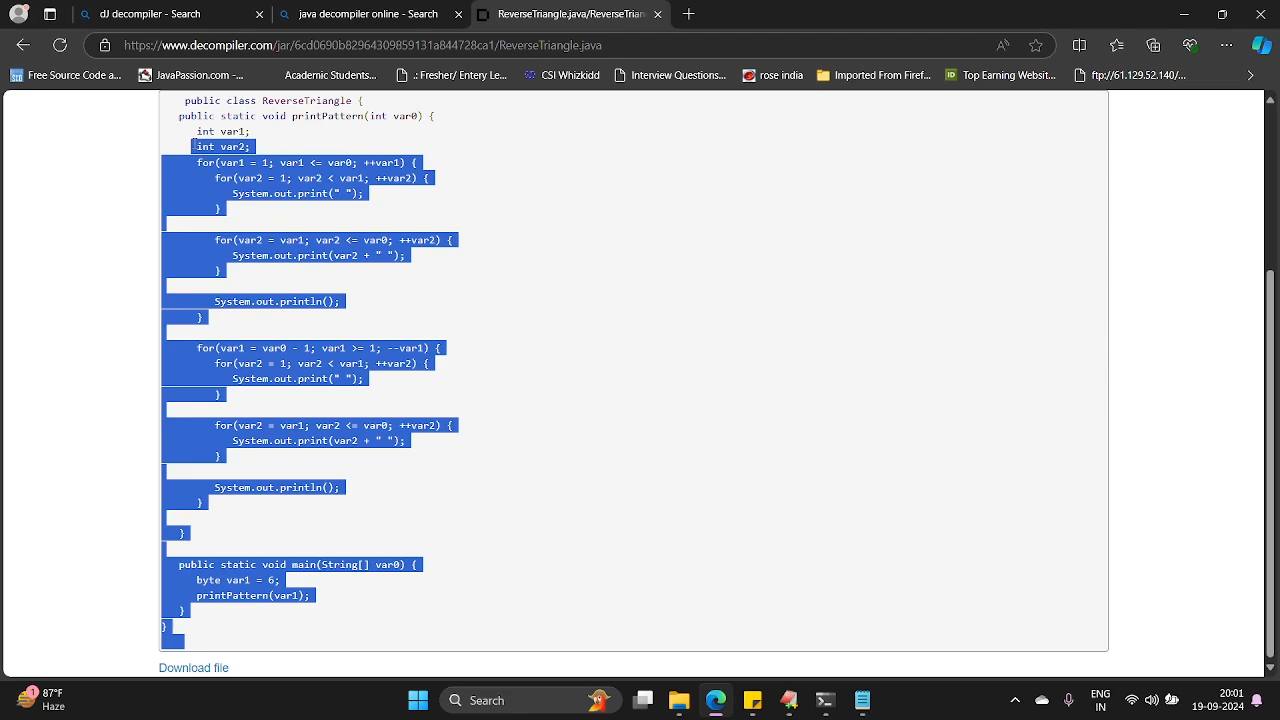 dJ decompiler - Search
java decompiler online - Search
ReverseTriangle.java/ReverseTrian
https://www.decompiler.com/jar/6cd0690b82964309859131a844728ca1/ReverseTriangle.java
Free Source Code a...
JavaPassion.com -...
Academic Students...
.: Fresher/ Entery Le...
CSI Whizkidd
Interview Questions...
rose india
Imported From Firef...
Top Earning Websit...
ftp://61.129.52.140/...
public class ReverseTriangle {
public static void printPattern(int var0) {
int var1;
int var2;
for(var1 = 1; var1 <= var0; ++var1) {
for(var2 = 1; var2 < var1; ++var2) {
System.out.print(" ");
}
for(var2 = var1; var2 <= var0; ++var2) {
System.out.print(var2 + " ");
}
System.out.println();
}
for(var1 = var0 - 1; var1 >= 1; --var1) {
for(var2 = 1; var2 < var1; ++var2) {
System.out.print(" ");
}
for(var2 = var1; var2 <= var0; ++var2) {
System.out.print(var2 + " ");
}
System.out.println();
}
}
public static void main(String[] var0) {
byte var1 = 6;
printPattern(var1);
}
}
Download file
1
87°F
Haze
Search
ENG
IN
20:01
19-09-2024